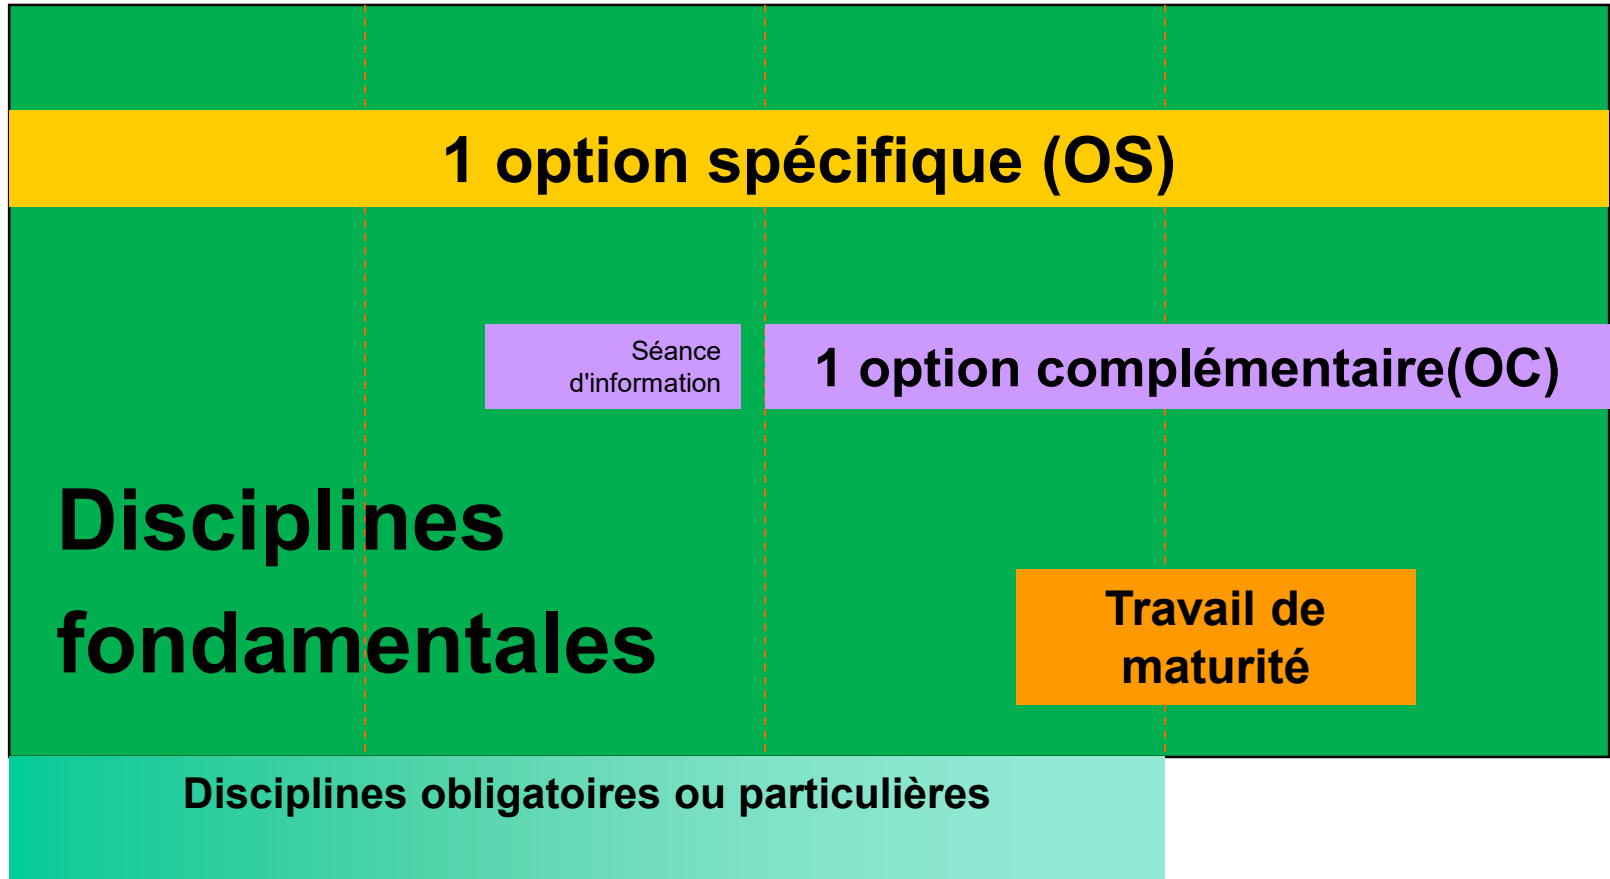 1 option spécifique (OS)
Séance
d'information
1 option complémentaire(OC)
Disciplines
fondamentales
Travail de
maturité
Disciplines obligatoires ou particulières